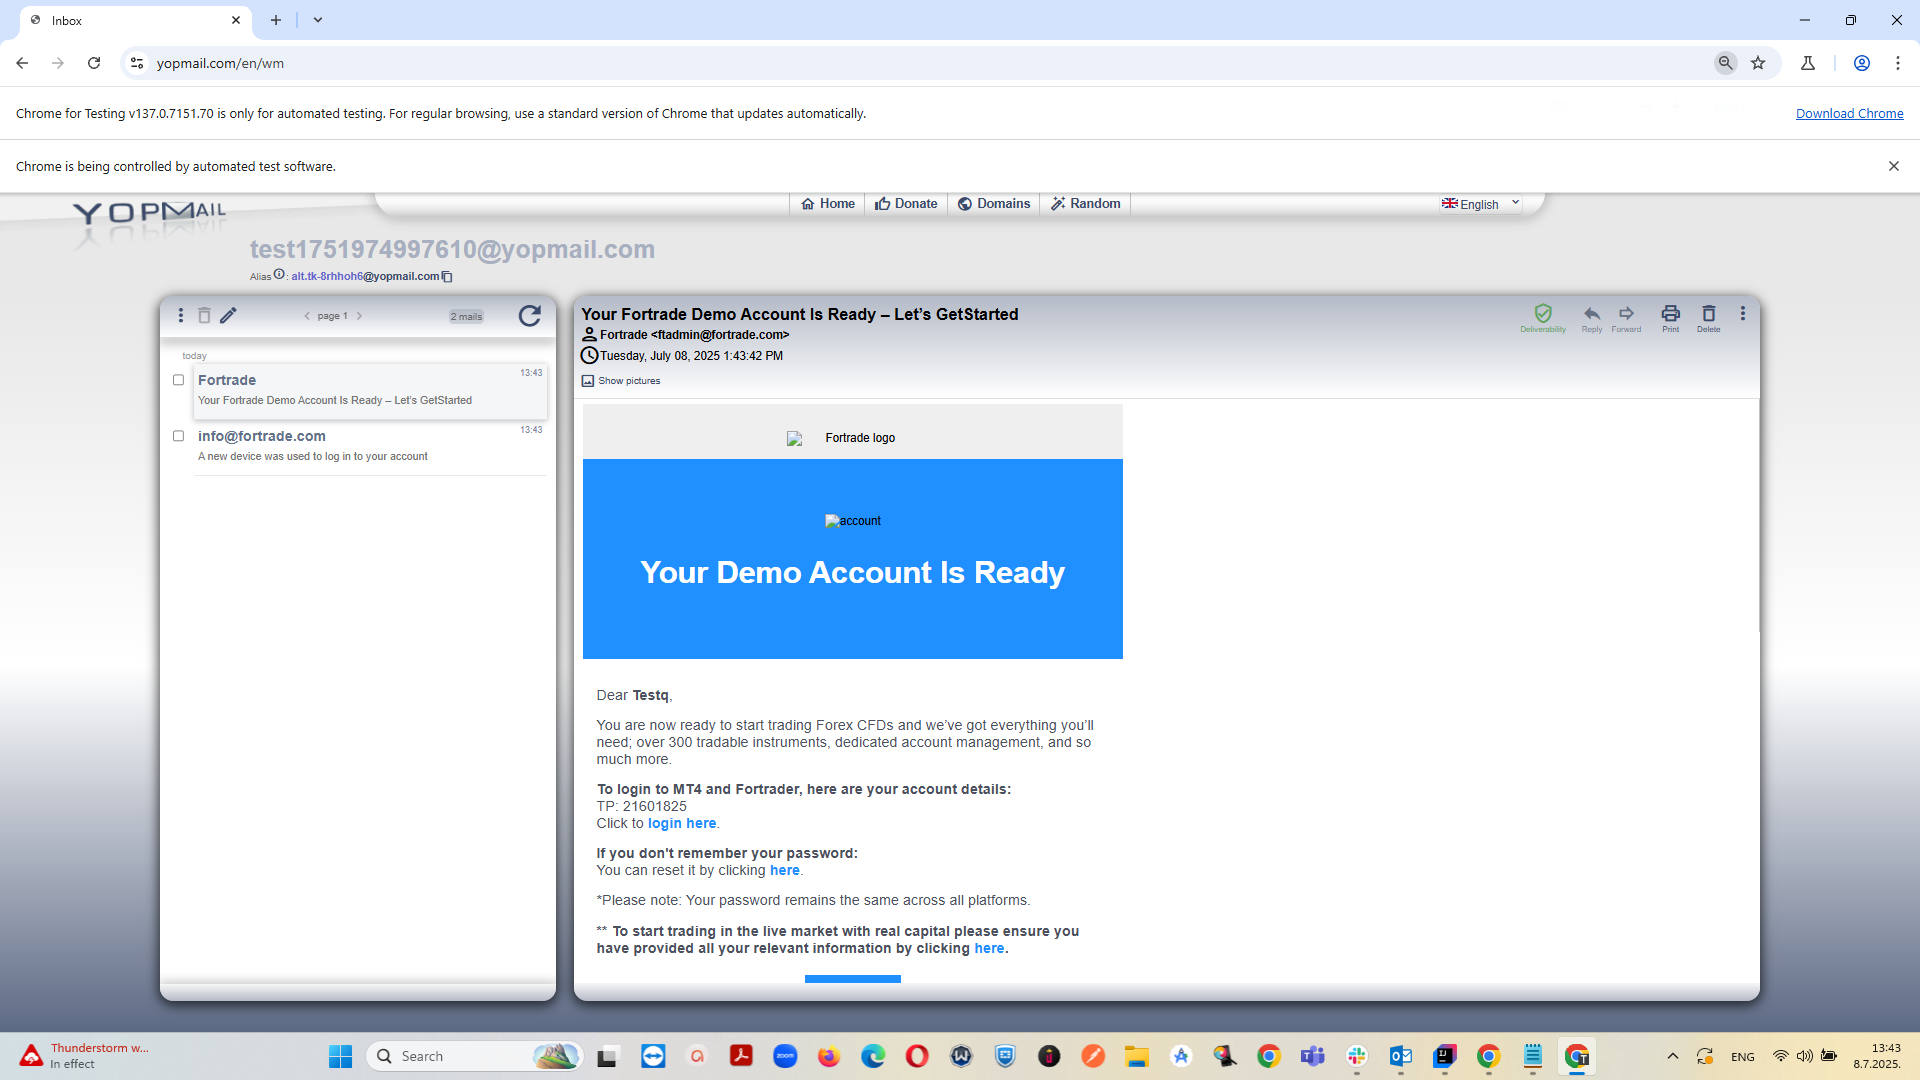 Inbox
yopmail.com/en/wm
Chrome for Testing v137.0.7151.70 is only for automated testing. For regular browsing, use a standard version of Chrome that updates automatically.
Download Chrome
Chrome is being controlled by automated test software.
YOPMAIL
Home
Donate
Domains
Random
English
test1751974997610@yopmail.com
Alias : alt.tk-8rhhoh6@yopmail.com
page 1
2 mails
today
Fortrade
13:43
Your Fortrade Demo Account Is Ready – Let’s GetStarted
info@fortrade.com
13:43
A new device was used to log in to your account
Your Fortrade Demo Account Is Ready – Let’s GetStarted
Fortrade <ftadmin@fortrade.com>
Tuesday, July 08, 2025 1:43:42 PM
Show pictures
Deliverability
Reply
Forward
Print
Delete
Fortrade logo
account
Your Demo Account Is Ready
Dear Testq,
You are now ready to start trading Forex CFDs and we’ve got everything you’ll
need; over 300 tradable instruments, dedicated account management, and so
much more.
To login to MT4 and Fortrader, here are your account details:
TP: 21601825
Click to login here.
If you don't remember your password:
You can reset it by clicking here.
*Please note: Your password remains the same across all platforms.
** To start trading in the live market with real capital please ensure you
have provided all your relevant information by clicking here.
Thunderstorm w...
In effect
Search
zoom
ENG
13:43
8.7.2025.